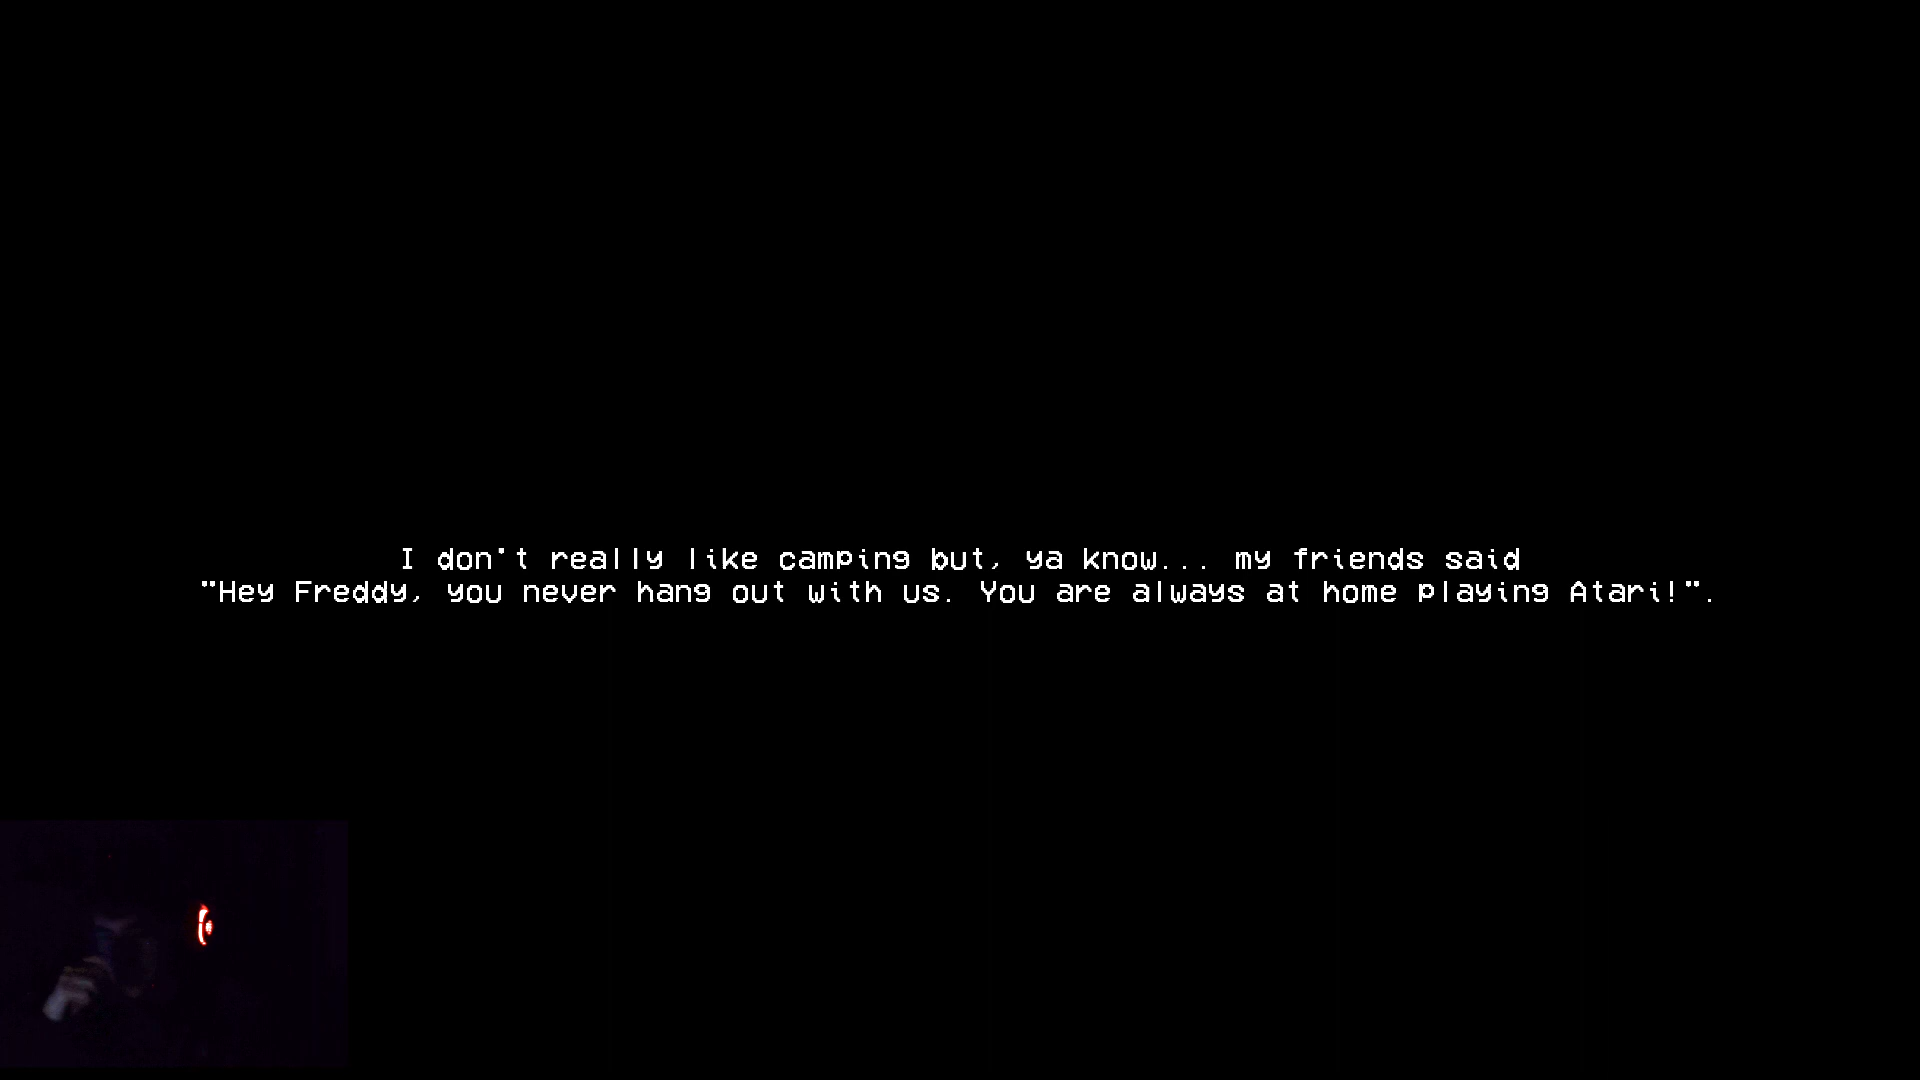 I don't really like camping but, ya know... my friends said
"Hey Freddy, you never hang out with us. You are always at home playing Atari!".